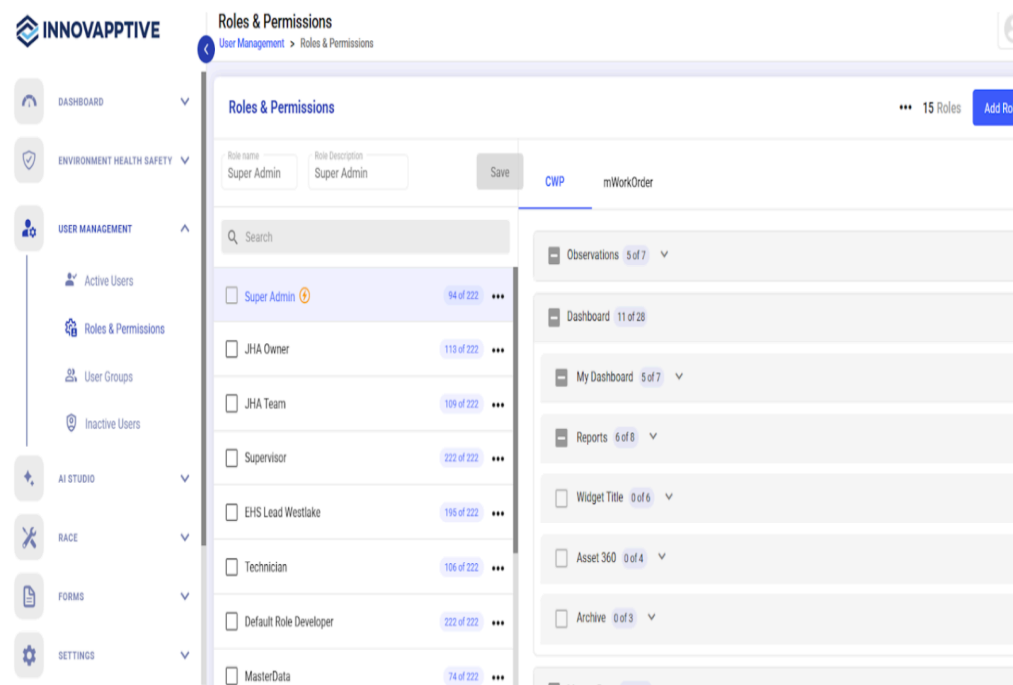 INNOVAPPTIVE
Roles & Permissions
User Management > Roles & Permissions
DASHBOARD
ENVIRONMENT HEALTH SAFETY
USER MANAGEMENT
Active Users
Roles & Permissions
User Groups
Inactive Users
AI STUDIO
RACE
FORMS
SETTINGS
Roles & Permissions
15 Roles
Add Ro
Role name
Super Admin
Role Description
Super Admin
Save
Search
Super Admin 94 of 222
JHA Owner 113 of 222
JHA Team 109 of 222
Supervisor 222 of 222
EHS Lead Westlake 195 of 222
Technician 106 of 222
Default Role Developer 222 of 222
MasterData 74 of 222
CWP mWorkOrder
Observations 5 of 7
Dashboard 11 of 28
My Dashboard 5 of 7
Reports 6 of 8
Widget Title 0 of 6
Asset 360 0 of 4
Archive 0 of 3